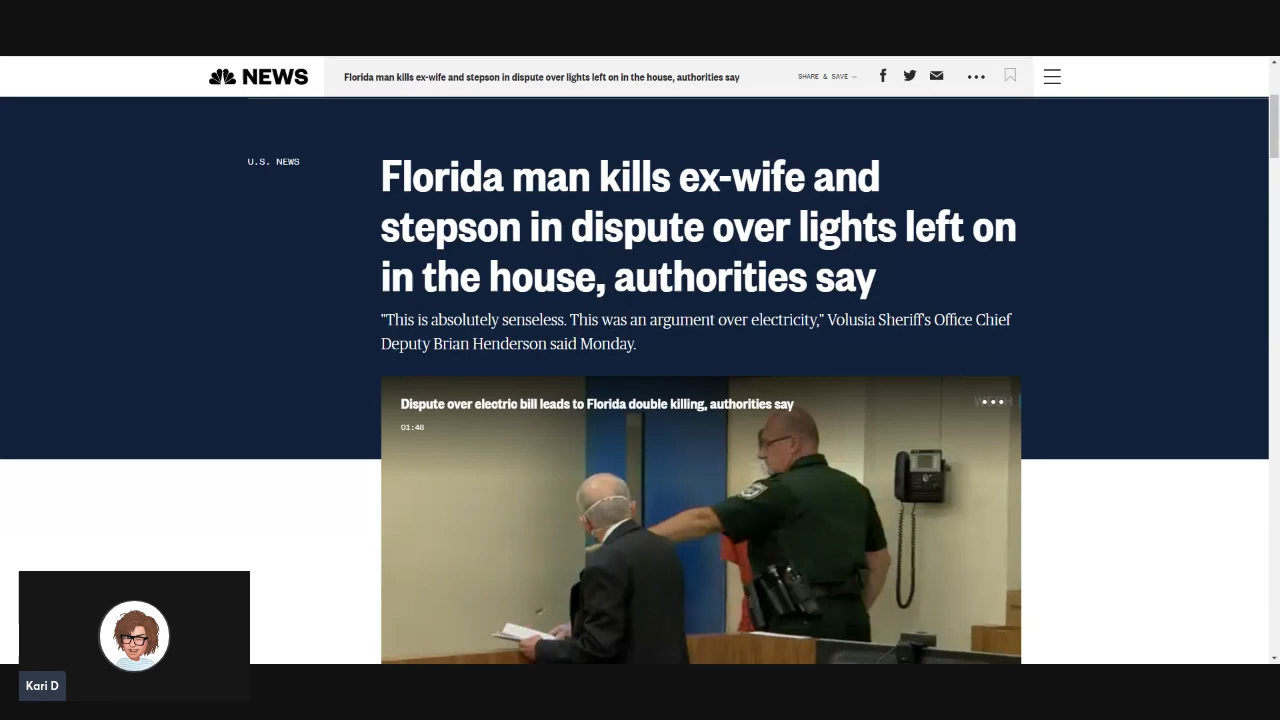 NEWS
Florida man kills ex-wife and stepson in dispute over lights left on in the house, authorities say
SHARE & SAVE —
U.S. NEWS
Florida man kills ex-wife and
stepson in dispute over lights left on
in the house, authorities say
"This is absolutely senseless. This was an argument over electricity," Volusia Sheriff's Office Chief
Deputy Brian Henderson said Monday.
Dispute over electric bill leads to Florida double killing, authorities say
01:48
Kari D